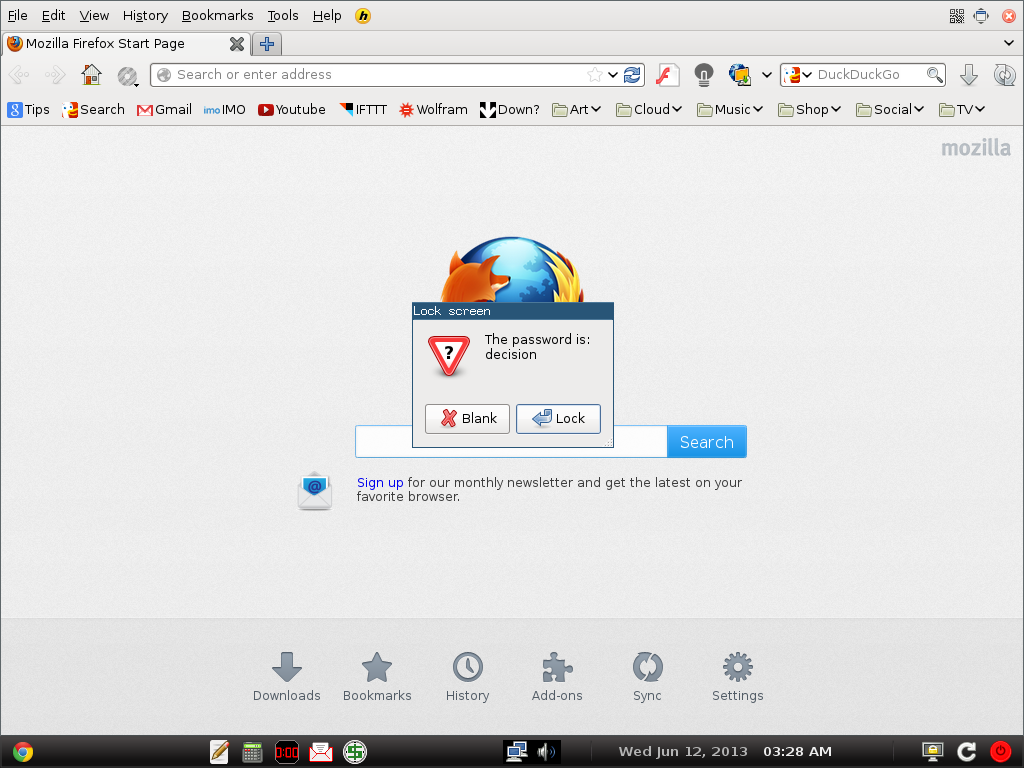 File Edit View History Bookmarks Tools Help
Mozilla Firefox Start Page
Search or enter address DuckDuckGo
Tips Search Gmail imo IMO Youtube IFTTT Wolfram Down? Art Cloud Music Shop Social TV
mozilla
Lock screen
The password is:
decision
Blank Lock
Search
Sign up for our monthly newsletter and get the latest on your
favorite browser.
Downloads Bookmarks History Add-ons Sync Settings
0:00 Wed Jun 12, 2013 03:28 AM